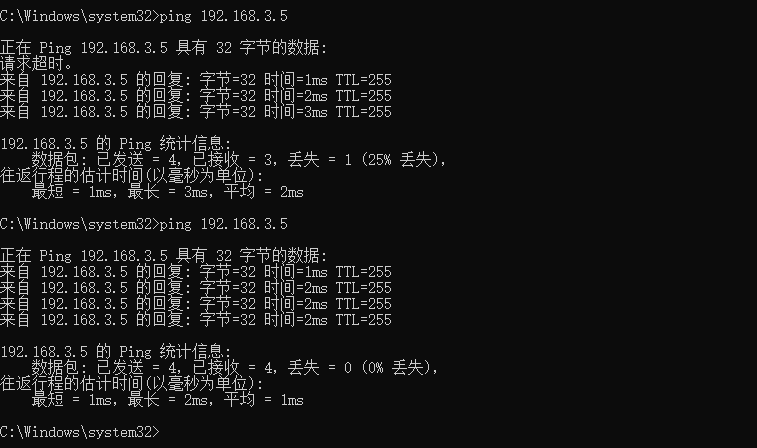 C:\Windows\system32>ping 192.168.3.5
正在 Ping 192.168.3.5 具有 32 字节的数据:
请求超时。
来自 192.168.3.5 的回复: 字节=32 时间=1ms TTL=255
来自 192.168.3.5 的回复: 字节=32 时间=2ms TTL=255
来自 192.168.3.5 的回复: 字节=32 时间=3ms TTL=255
192.168.3.5 的 Ping 统计信息:
数据包: 已发送 = 4，已接收 = 3，丢失 = 1 (25% 丢失)，
往返行程的估计时间(以毫秒为单位):
最短 = 1ms，最长 = 3ms，平均 = 2ms
C:\Windows\system32>ping 192.168.3.5
正在 Ping 192.168.3.5 具有 32 字节的数据:
来自 192.168.3.5 的回复: 字节=32 时间=1ms TTL=255
来自 192.168.3.5 的回复: 字节=32 时间=2ms TTL=255
来自 192.168.3.5 的回复: 字节=32 时间=2ms TTL=255
来自 192.168.3.5 的回复: 字节=32 时间=2ms TTL=255
192.168.3.5 的 Ping 统计信息:
数据包: 已发送 = 4，已接收 = 4，丢失 = 0 (0% 丢失)，
往返行程的估计时间(以毫秒为单位):
最短 = 1ms，最长 = 2ms，平均 = 1ms
C:\Windows\system32>